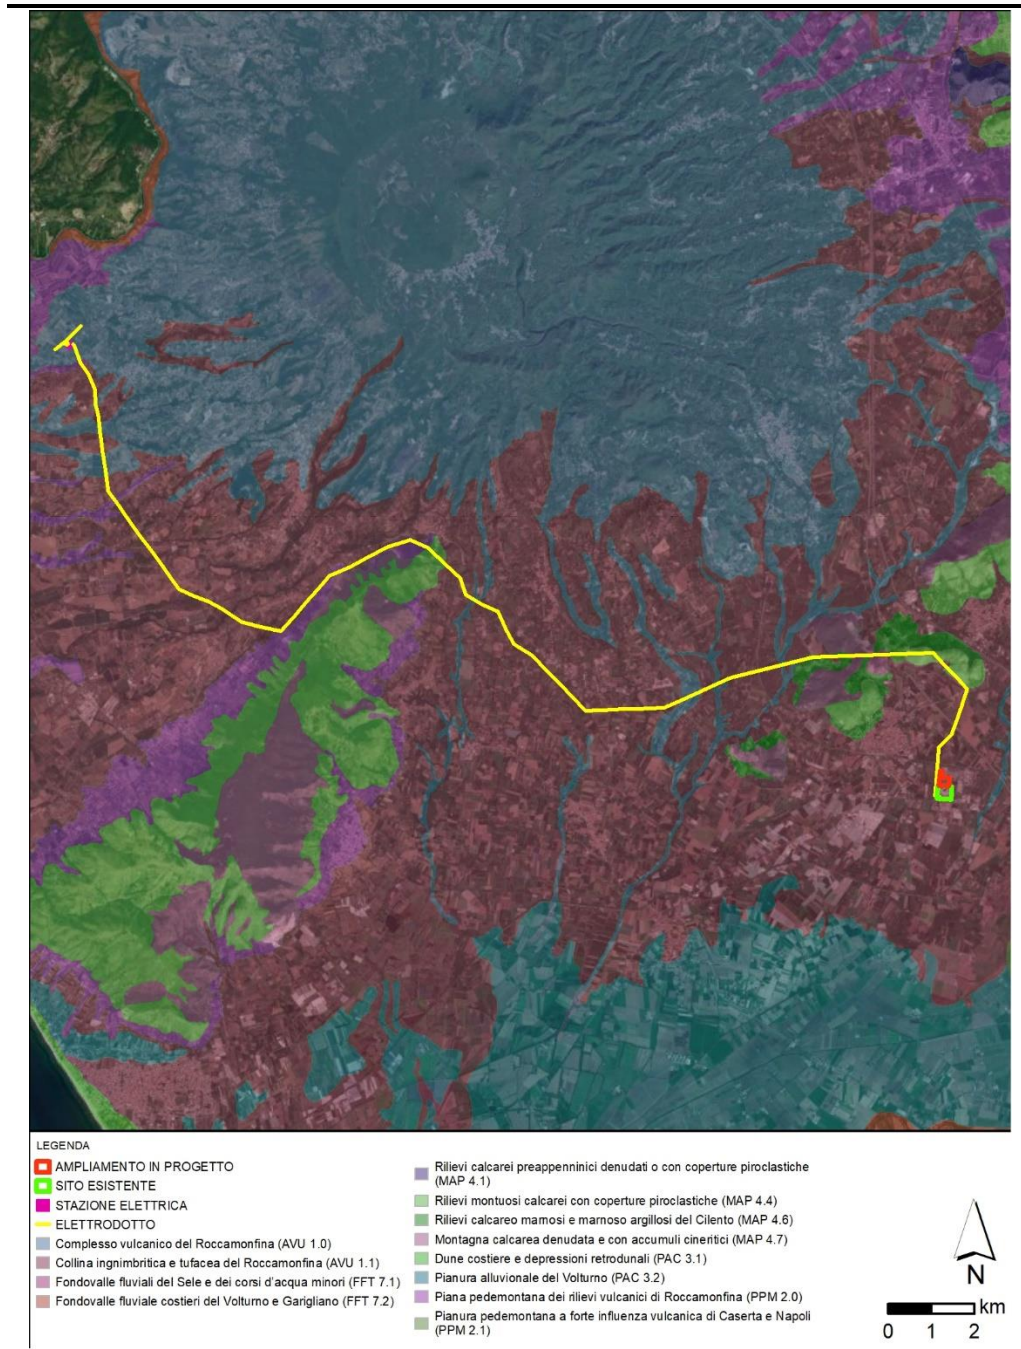 LEGENDA
AMPLIAMENTO IN PROGETTO
SITO ESISTENTE
STAZIONE ELETTRICA
ELETTRODOTTO
Complesso vulcanico del Roccamonfina (AVU 1.0)
Collina ingnimbritica e tufacea del Roccamonfina (AVU 1.1)
Fondovalle fluviali del Sele e dei corsi d'acqua minori (FFT 7.1)
Fondovalle fluviale costieri del Volturno e Garigliano (FFT 7.2)
Rilievi calcarei preappenninici denudati o con coperture piroclastiche
(MAP 4.1)
Rilievi montuosi calcarei con coperture piroclastiche (MAP 4.4)
Rilievi calcareo marnosi e marnoso argillosi del Cilento (MAP 4.6)
Montagna calcarea denudata e con accumuli cineritici (MAP 4.7)
Dune costiere e depressioni retrodunali (PAC 3.1)
Pianura alluvionale del Volturno (PAC 3.2)
Piana pedemontana dei rilievi vulcanici di Roccamonfina (PPM 2.0)
Pianura pedemontana a forte influenza vulcanica di Caserta e Napoli
(PPM 2.1)
N
km
0 1 2